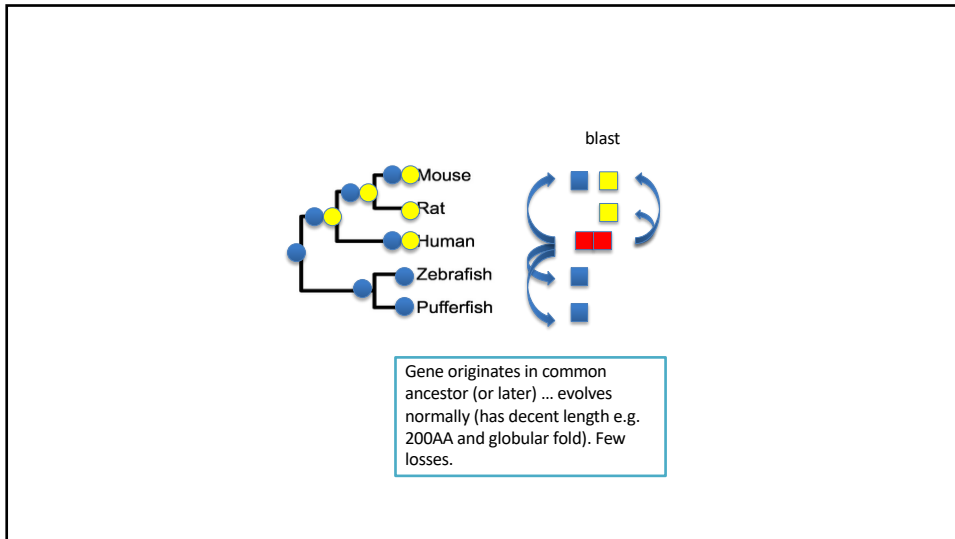 blast
Mouse
Rat
Human
Zebrafish
Pufferfish
Gene originates in common
ancestor (or later) … evolves
normally (has decent length e.g.
200AA and globular fold). Few
losses.